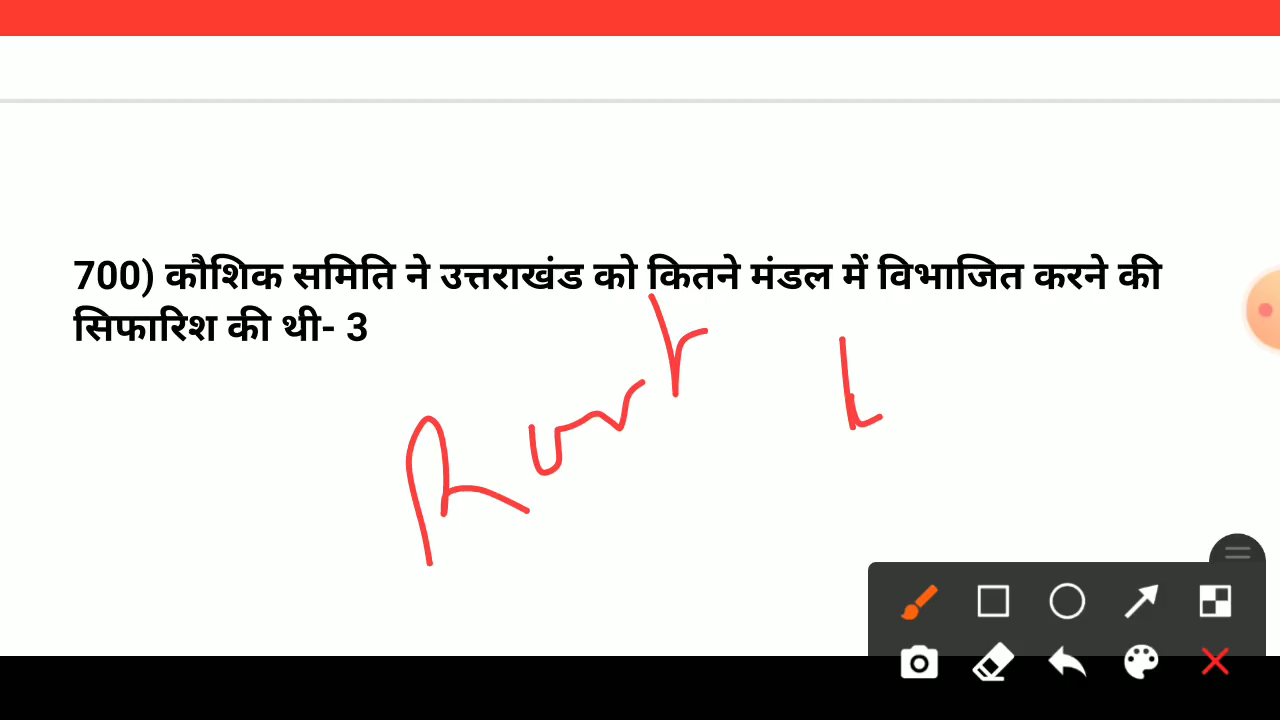 700) कौशिक समिति ने उत्तराखंड को कितने मंडल में विभाजित करने की
सिफारिश की थी- 3